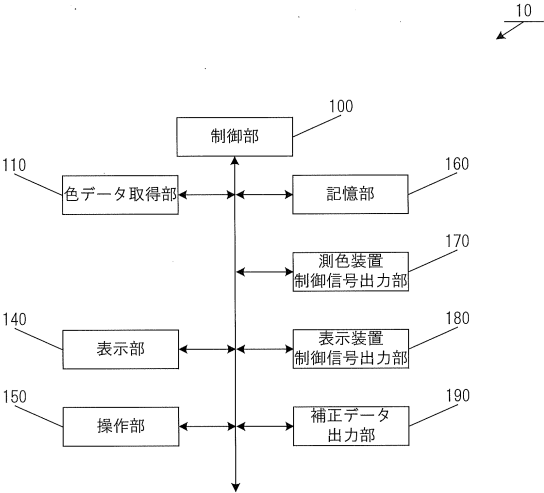 10
100
制御部
110
色データ取得部
160
記憶部
170
測色装置
制御信号出力部
140
表示部
180
表示装置
制御信号出力部
150
操作部
190
補正データ
出力部